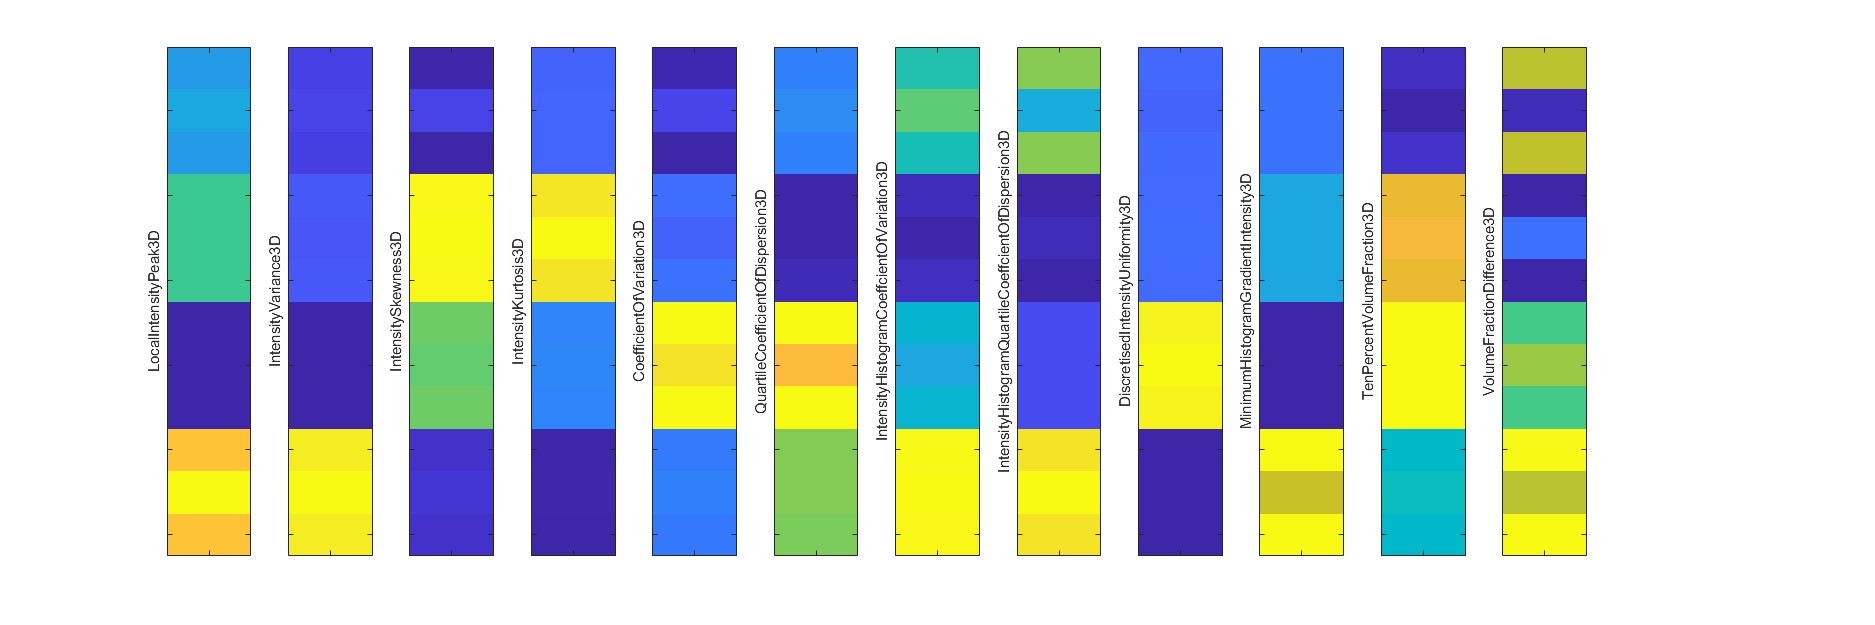 LocalIntensityPeak3D
IntensityVariance3D
IntensitySkewness3D
IntensityKurtosis3D
CoefficientOfVariation3D
QuartileCoefficientOfDispersion3D
IntensityHistogramCoeffcientOfVariation3D
IntensityHistogramQuartileCoeffcientOfDispersion3D
DiscretisedIntensityUniformity3D
MinimumHistogramGradientIntensity3D
TenPercentVolumeFraction3D
VolumeFractionDifference3D